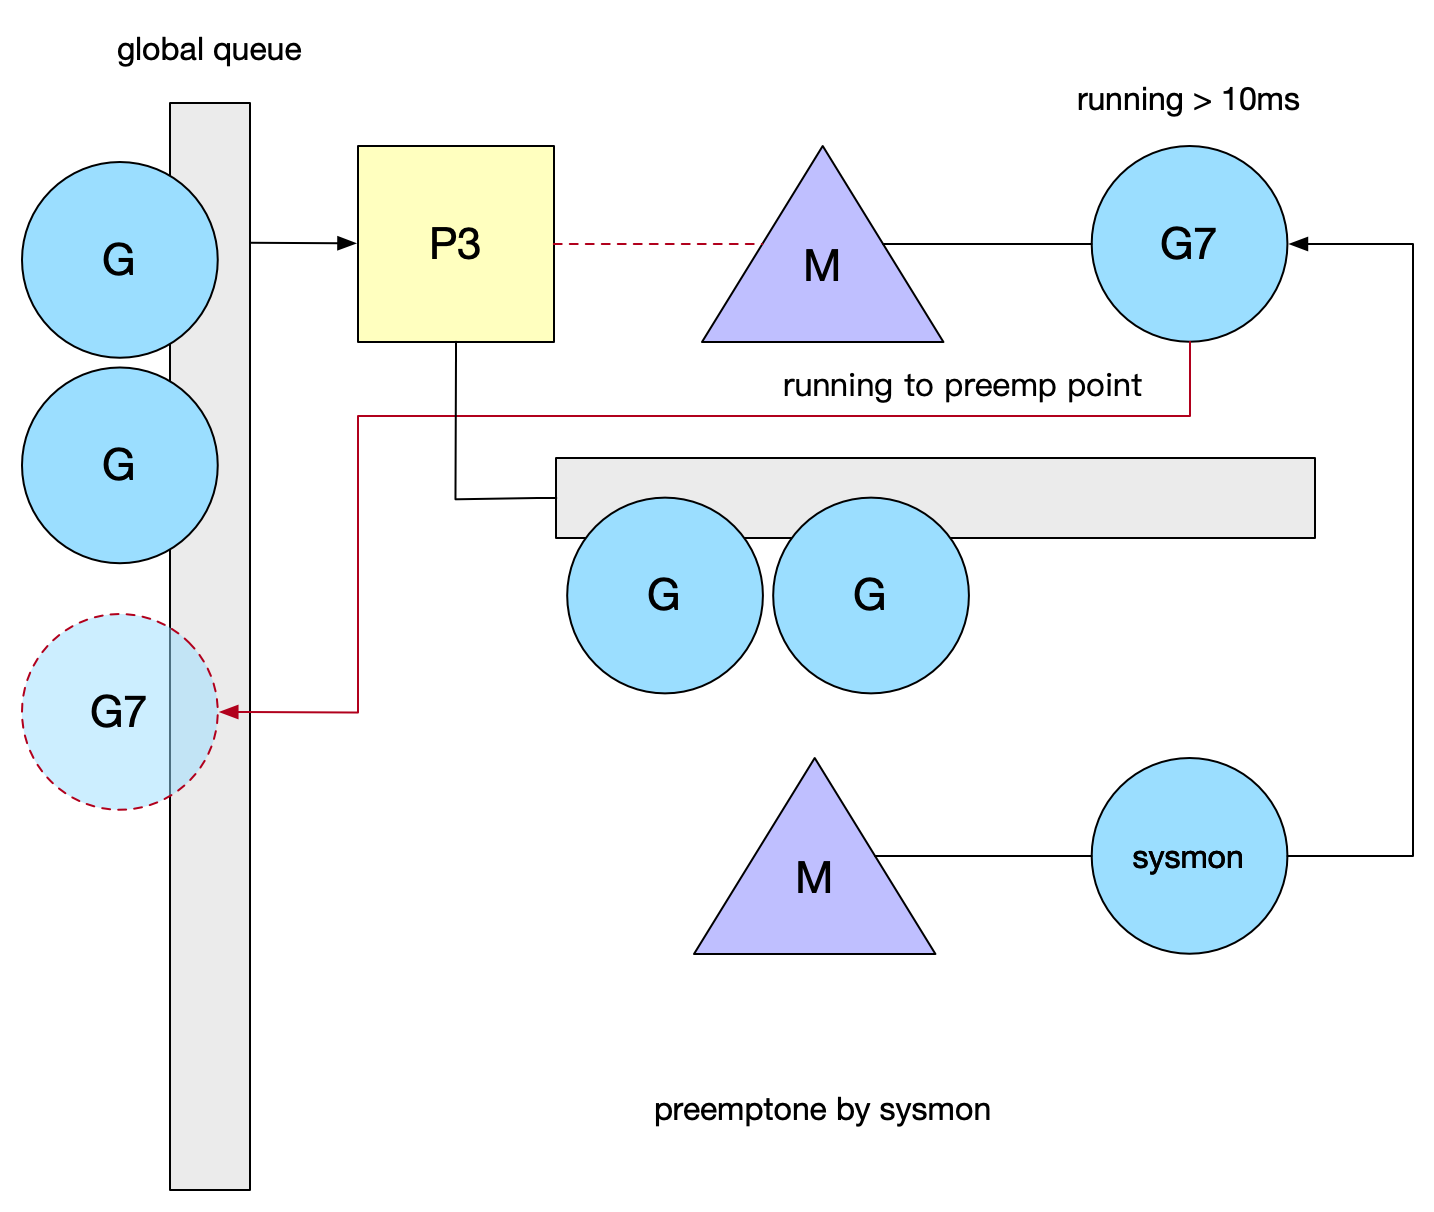 global queue
running > 10ms
G
P3
M
G7
running to preemp point
G
G
G
G7
M
sysmon
preemptone by sysmon